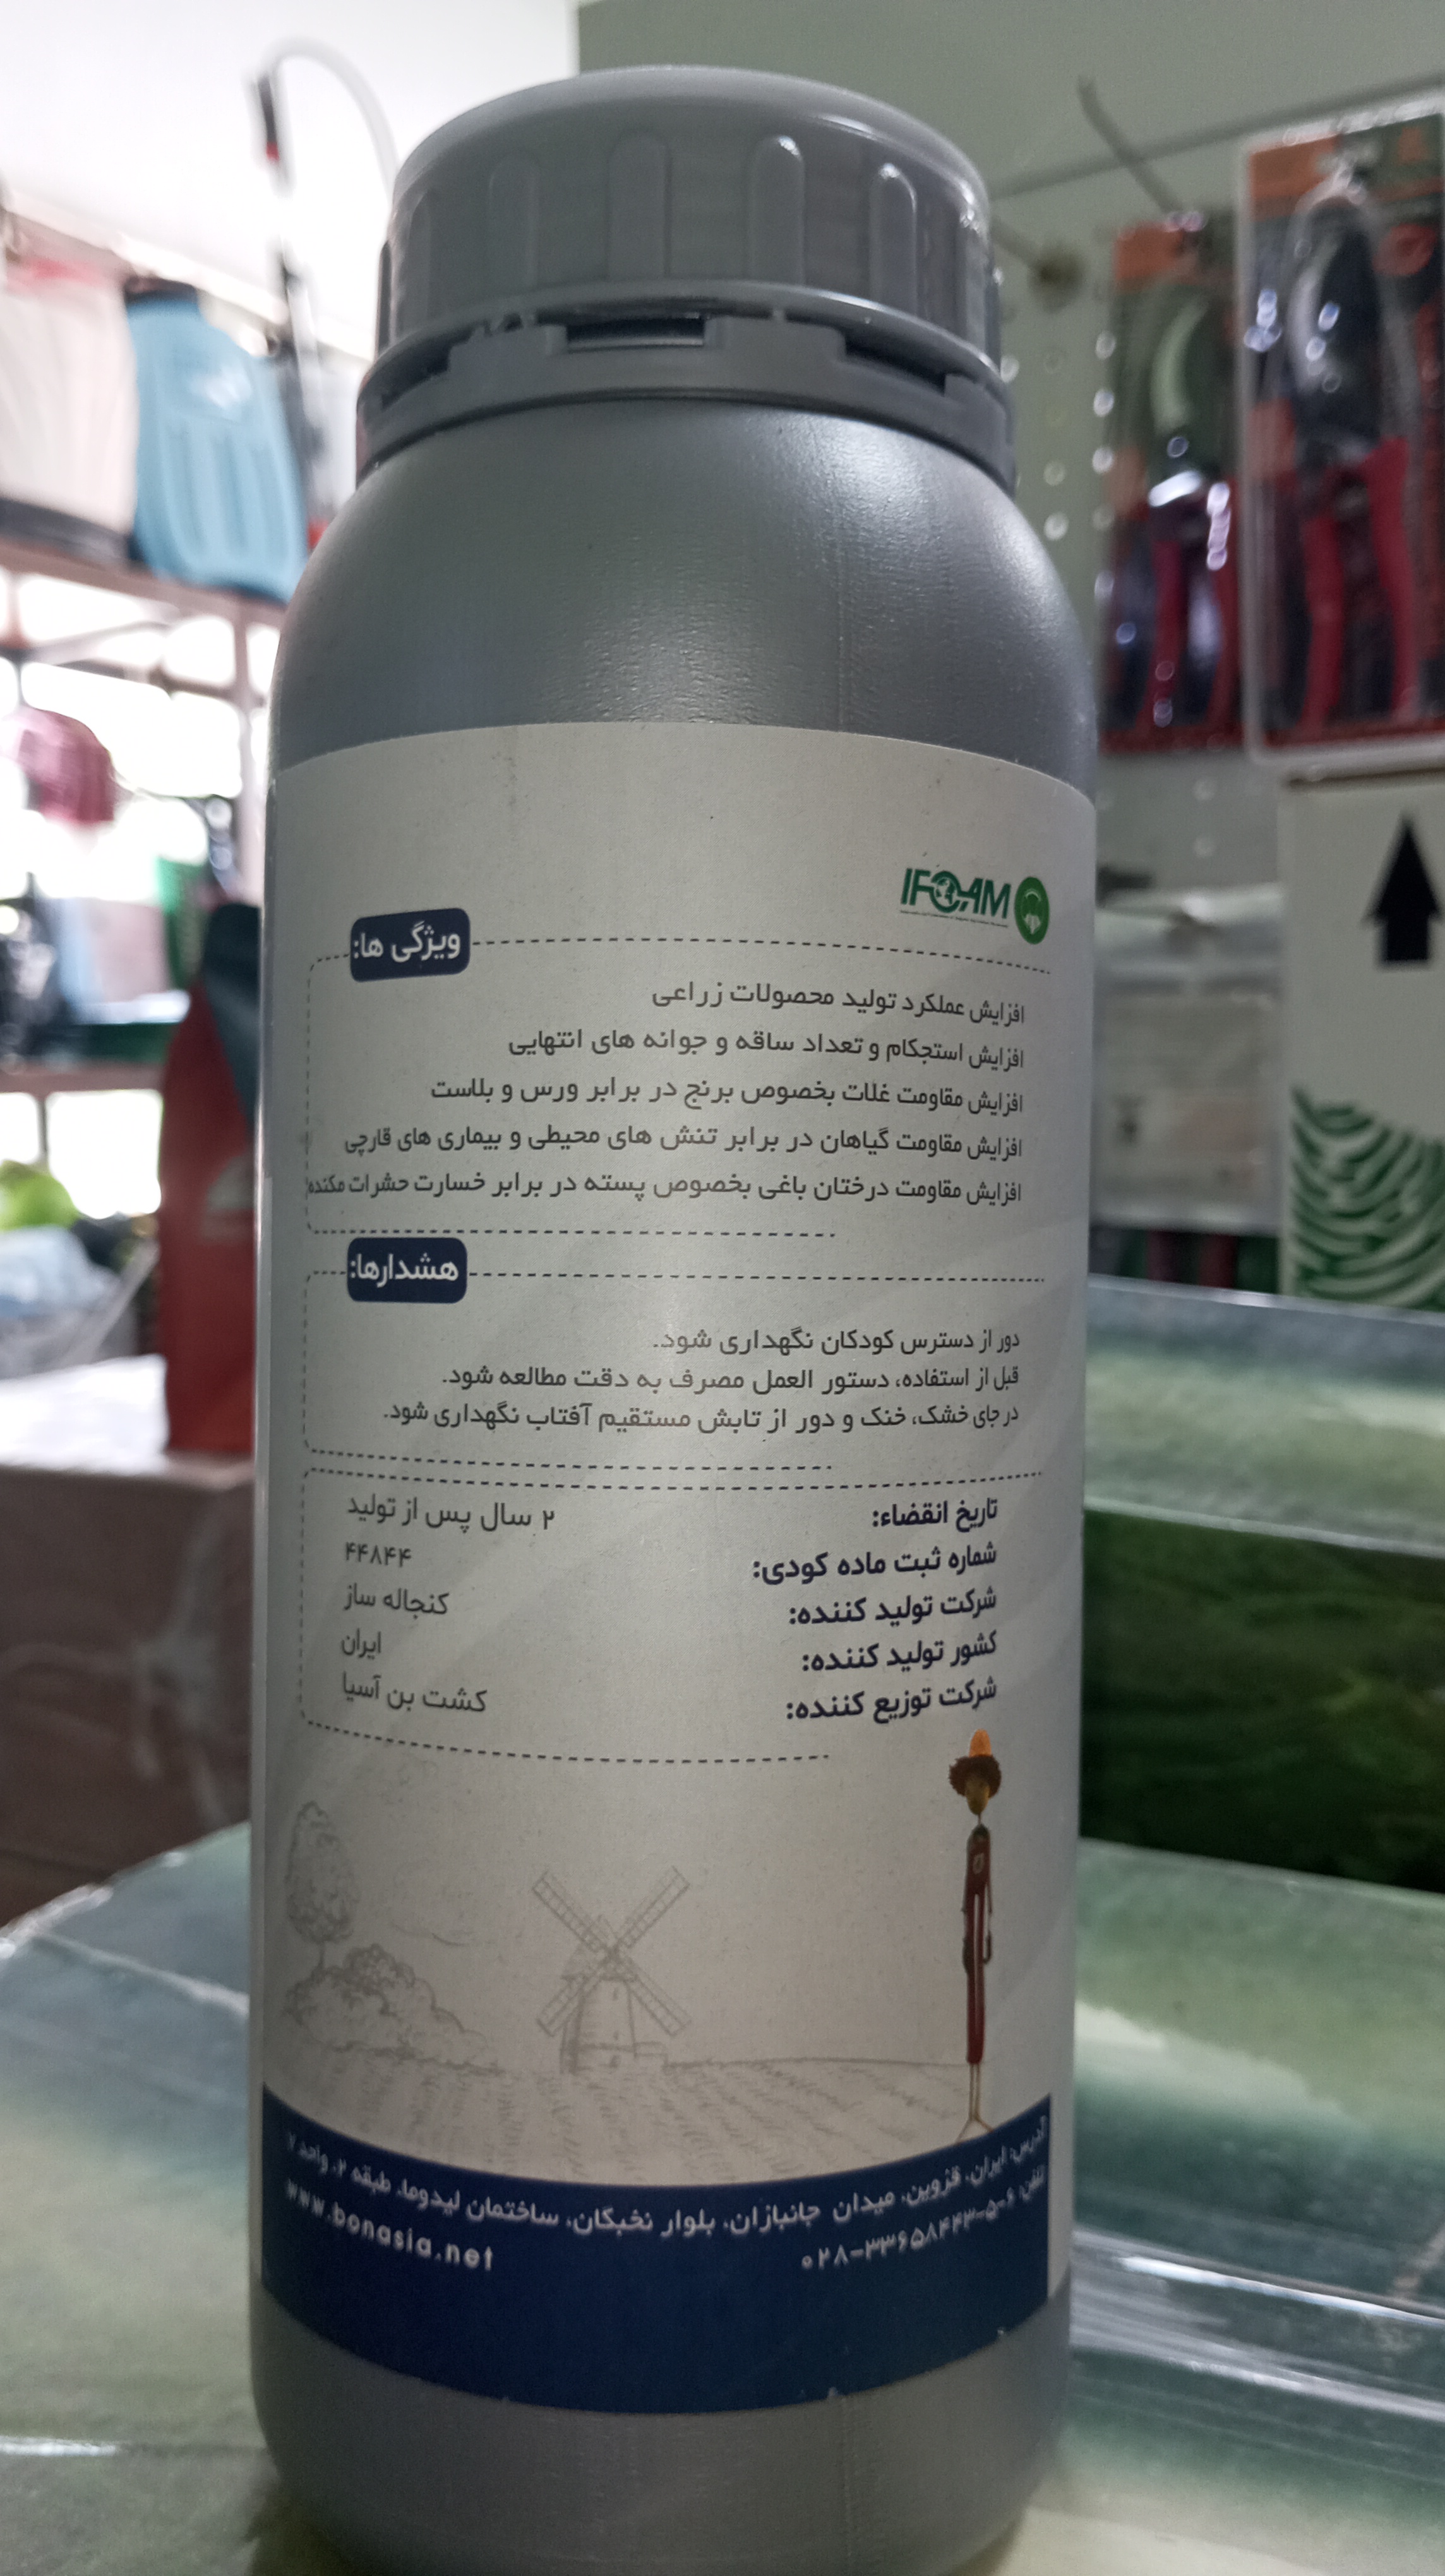 IFOAM
ویژگی ها:
افزایش عملکرد تولید محصولات زراعی
افزایش استجکام و تعداد ساقه و جوانه های انتهایی
افزایش مقاومت غلات بخصوص برنج در برابر ورس و بلاست
افزایش مقاومت گیاهان در برابر تنش های محیطی و بیماری های قارچی
افزایش مقاومت درختان باغی بخصوص پسته در برابر خسارت حشرات مکنده
هشدارها:
دور از دسترس کودکان نگهداری شود.
قبل از استفاده، دستور العمل مصرف به دقت مطالعه شود.
در جای خشک، خنک و دور از تابش مستقیم آفتاب نگهداری شود.
تاریخ انقضاء: ۲ سال پس از تولید
شماره ثبت ماده کودی: ۴۴۸۴۴
شرکت تولید کننده: کنجاله ساز
کشور تولید کننده: ایران
شرکت توزیع کننده: کشت بن آسیا
آدرس: ایران، قزوین، میدان جانبازان، بلوار نخبگان، ساختمان لیدوما، طبقه ۲، واحد ۷
تلفن: ۶-۵-۰۲۸-۳۳۶۵۸۴۴۳
www.bonasia.net